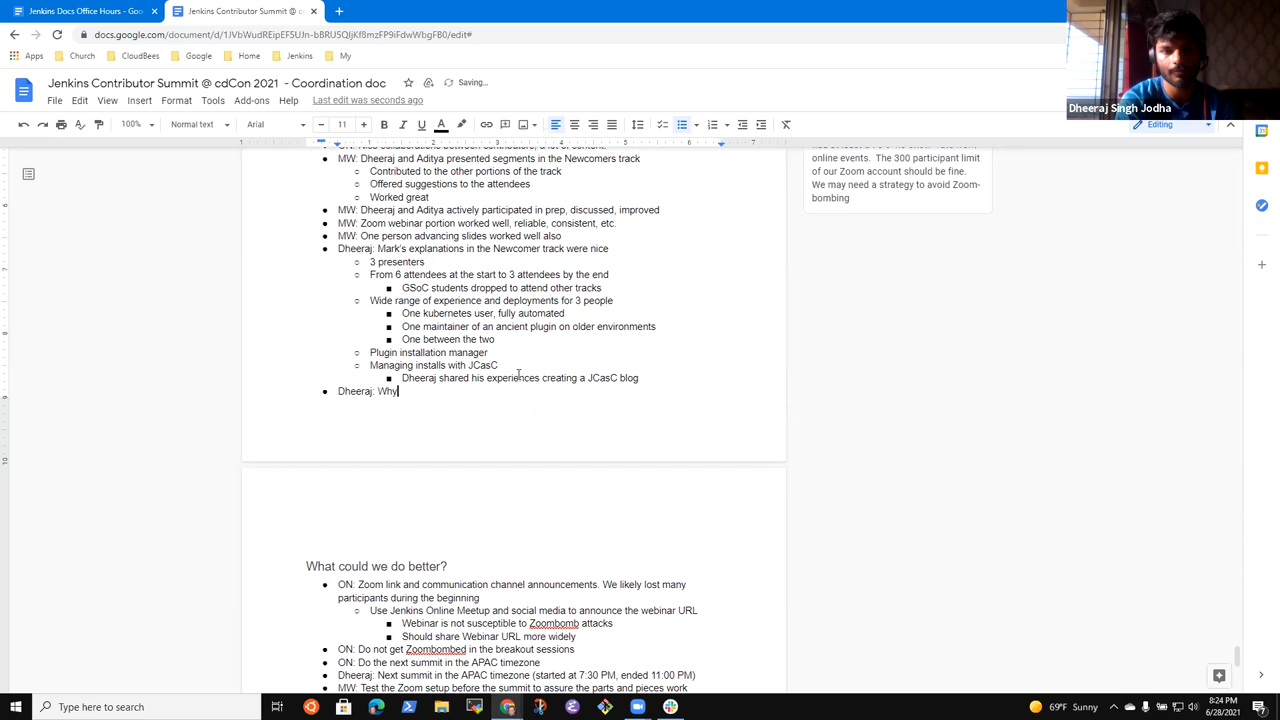 Jenkins Docs Office Hours - Goo
Jenkins Contributor Summit @ c
docs.google.com/document/d/1JVbWudREipEF5UJn-bBRU5QIjKf8mzFP9iFdwWbgFB0/edit#
Apps
Church
CloudBees
Google
Home
Jenkins
My
Jenkins Contributor Summit @ cdCon 2021 - Coordination doc
Saving...
File Edit View Insert Format Tools Add-ons Help Last edit was seconds ago
Dheeraj Singh Jodha
100% Normal text Arial 11 Editing
1 1 2 3 4 5 6 7
MW: Dheeraj and Aditya presented segments in the Newcomers track
Contributed to the other portions of the track
Offered suggestions to the attendees
Worked great
MW: Dheeraj and Aditya actively participated in prep, discussed, improved
MW: Zoom webinar portion worked well, reliable, consistent, etc.
MW: One person advancing slides worked well also
Dheeraj: Mark's explanations in the Newcomer track were nice
3 presenters
From 6 attendees at the start to 3 attendees by the end
GSoC students dropped to attend other tracks
Wide range of experience and deployments for 3 people
One kubernetes user, fully automated
One maintainer of an ancient plugin on older environments
One between the two
Plugin installation manager
Managing installs with JCasC
Dheeraj shared his experiences creating a JCasC blog
Dheeraj: Why
online events. The 300 participant limit
of our Zoom account should be fine.
We may need a strategy to avoid Zoom-
bombing
What could we do better?
ON: Zoom link and communication channel announcements. We likely lost many
participants during the beginning
Use Jenkins Online Meetup and social media to announce the webinar URL
Webinar is not susceptible to Zoombomb attacks
Should share Webinar URL more widely
ON: Do not get Zoombombed in the breakout sessions
ON: Do the next summit in the APAC timezone
Dheeraj: Next summit in the APAC timezone (started at 7:30 PM, ended 11:00 PM)
MW: Test the Zoom setup before the summit to assure the parts and pieces work
Type here to search
69°F Sunny
8:24 PM
6/28/2021